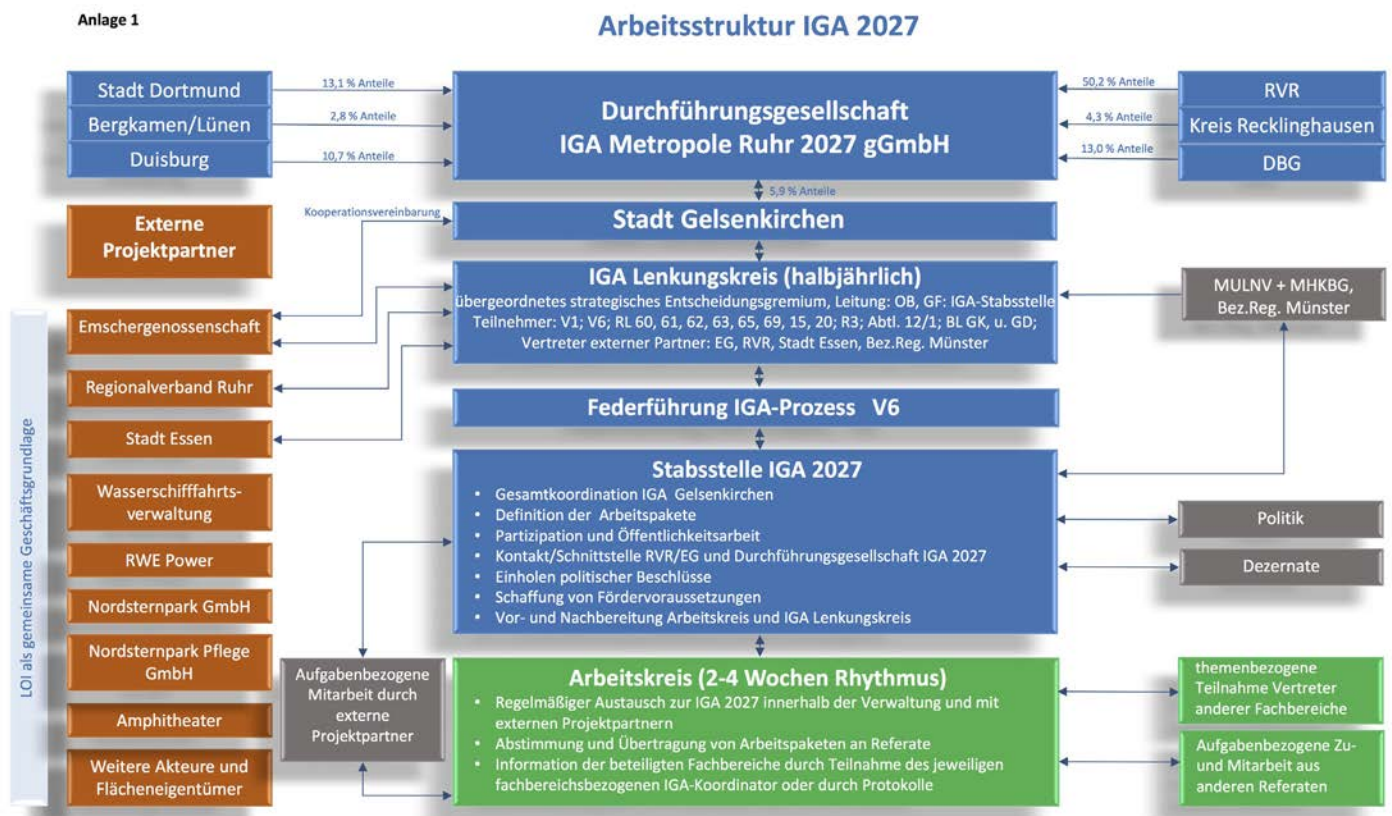 Anlage 1
Arbeitsstruktur IGA 2027
Stadt Dortmund
Bergkamen/Lünen
Duisburg
13,1 % Anteile
2,8 % Anteile
10,7 % Anteile
Durchführungsgesellschaft
IGA Metropole Ruhr 2027 gGmbH
50,2 % Anteile
4,3 % Anteile
13,0 % Anteile
RVR
Kreis Recklinghausen
DBG
5,9 % Anteile
Externe
Projektpartner
Kooperationsvereinbarung
Stadt Gelsenkirchen
IGA Lenkungskreis (halbjährlich)
übergeordnetes strategisches Entscheidungsgremium, Leitung: OB, GF: IGA-Stabsstelle
Teilnehmer: V1; V6; RL 60, 61, 62, 63, 65, 69, 15, 20; R3; Abtl. 12/1; BL GK, u. GD;
Vertreter externer Partner: EG, RVR, Stadt Essen, Bez.Reg. Münster
MULNV + MHKBG,
Bez.Reg. Münster
LOI als gemeinsame Geschäftsgrundlage
Emschergenossenschaft
Regionalverband Ruhr
Stadt Essen
Wasserschifffahrts-
verwaltung
RWE Power
Nordsternpark GmbH
Nordsternpark Pflege
GmbH
Amphitheater
Weitere Akteure und
Flächeneigentümer
Federführung IGA-Prozess V6
Stabsstelle IGA 2027
• Gesamtkoordination IGA Gelsenkirchen
• Definition der Arbeitspakete
• Partizipation und Öffentlichkeitsarbeit
• Kontakt/Schnittstelle RVR/EG und Durchführungsgesellschaft IGA 2027
• Einholen politischer Beschlüsse
• Schaffung von Fördervoraussetzungen
• Vor- und Nachbereitung Arbeitskreis und IGA Lenkungskreis
Politik
Dezernate
Aufgabenbezogene
Mitarbeit durch
externe
Projektpartner
Arbeitskreis (2-4 Wochen Rhythmus)
• Regelmäßiger Austausch zur IGA 2027 innerhalb der Verwaltung und mit
externen Projektpartnern
• Abstimmung und Übertragung von Arbeitspaketen an Referate
• Information der beteiligten Fachbereiche durch Teilnahme des jeweiligen
fachbereichsbezogenen IGA-Koordinator oder durch Protokolle
themenbezogene
Teilnahme Vertreter
anderer Fachbereiche
Aufgabenbezogene Zu-
und Mitarbeit aus
anderen Referaten